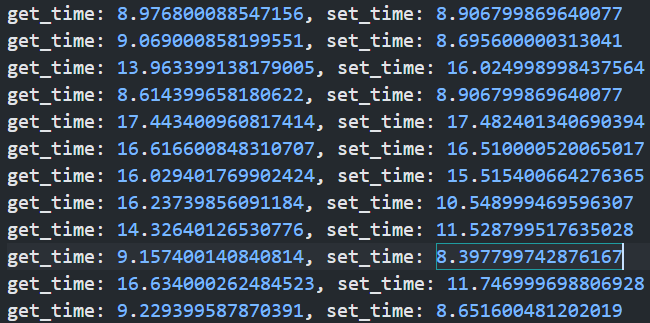 get_time: 8.976800088547156, set_time: 8.906799869640077
get_time: 9.069000858199551, set_time: 8.695600000313041
get_time: 13.963399138179005, set_time: 16.024998998437564
get_time: 8.614399658180622, set_time: 8.906799869640077
get_time: 17.443400960817414, set_time: 17.482401340690394
get_time: 16.616600848310707, set_time: 16.510000520065017
get_time: 16.029401769902424, set_time: 15.515400664276365
get_time: 16.23739856091184, set_time: 10.548999469596307
get_time: 14.32640126530776, set_time: 11.528799517635028
get_time: 9.157400140840814, set_time: 8.397799742876167
get_time: 16.634000262484523, set_time: 11.746999698806928
get_time: 9.229399587870391, set_time: 8.651600481202019